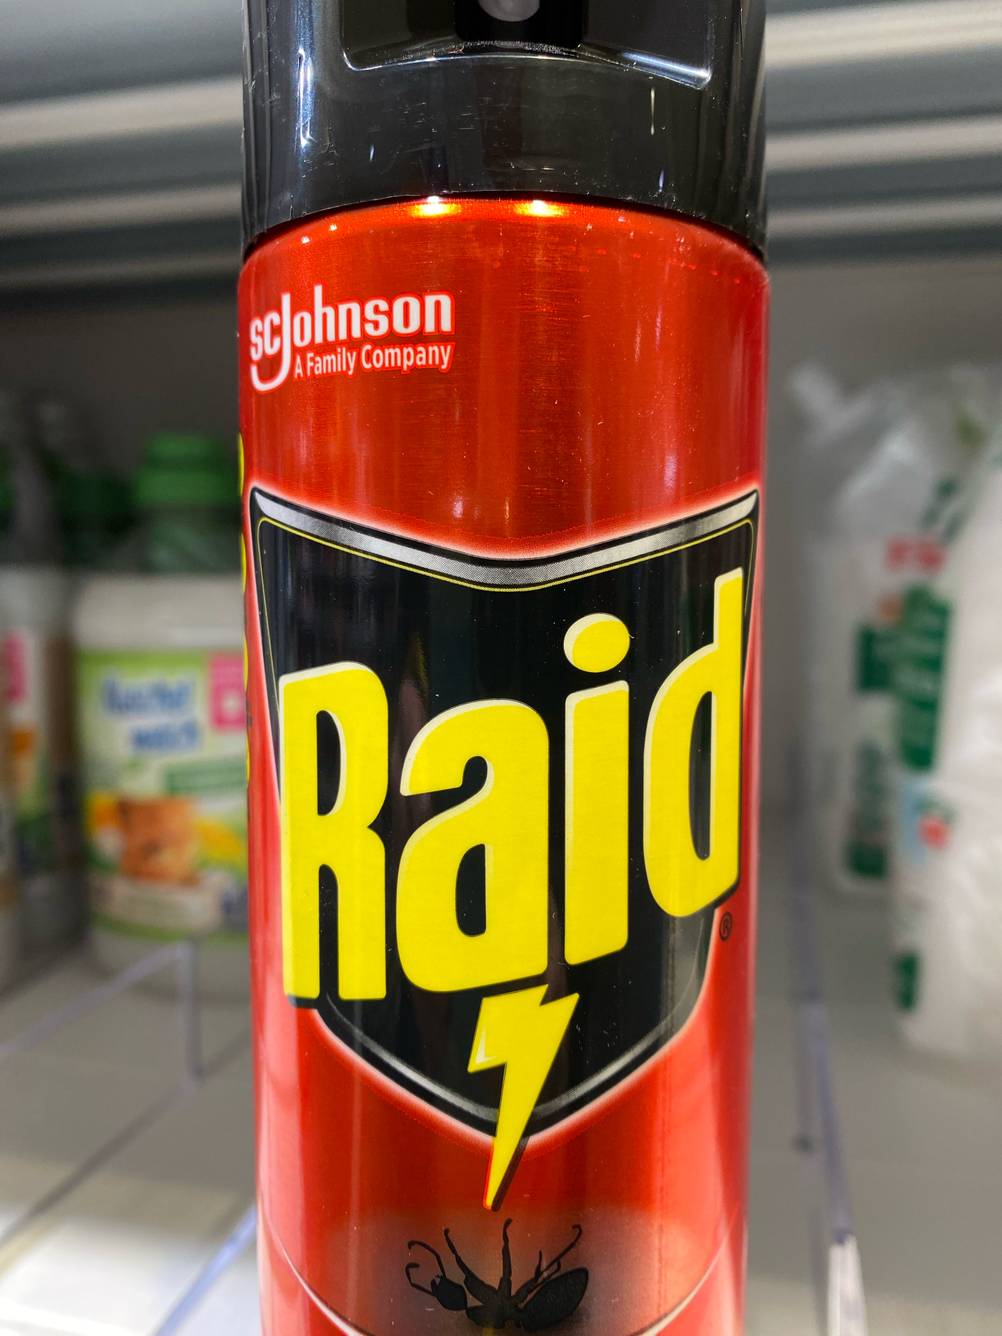 scJohnson
A Family Company
Raid
®